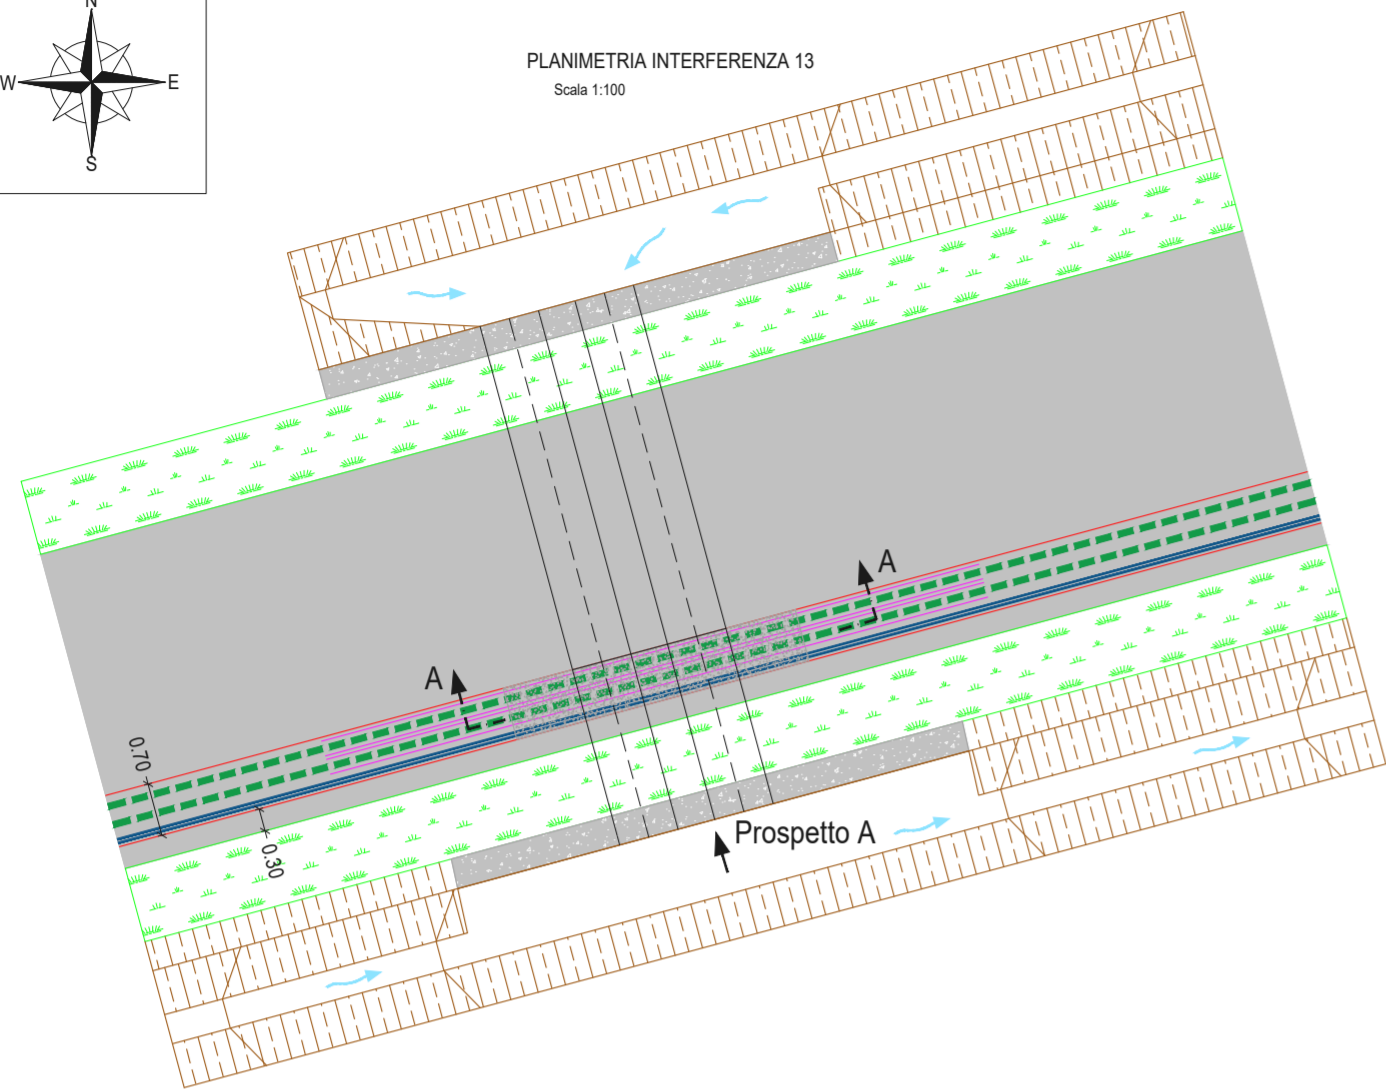 N
W E
S
PLANIMETRIA INTERFERENZA 13
Scala 1:100
A
A
0.70
0.30
Prospetto A